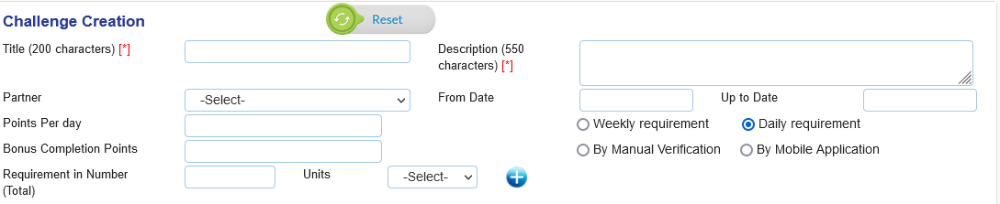 Challenge Creation
Reset
Title (200 characters) [*]
Description (550
characters) [*]
Partner
-Select-
From Date
Up to Date
Points Per day
Weekly requirement
Daily requirement
Bonus Completion Points
By Manual Verification
By Mobile Application
Requirement in Number
(Total)
Units
-Select-